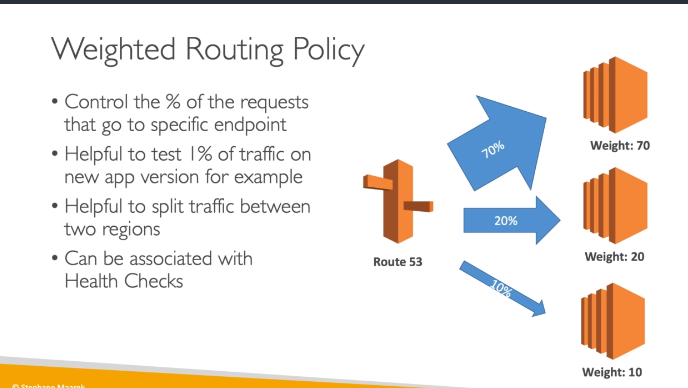 Weighted Routing Policy
• Control the % of the requests
that go to specific endpoint
• Helpful to test 1% of traffic on
new app version for example
• Helpful to split traffic between
two regions
• Can be associated with
Health Checks
70%
Weight: 70
20%
Route 53
Weight: 20
10%
Weight: 10
© Stephane Maarek